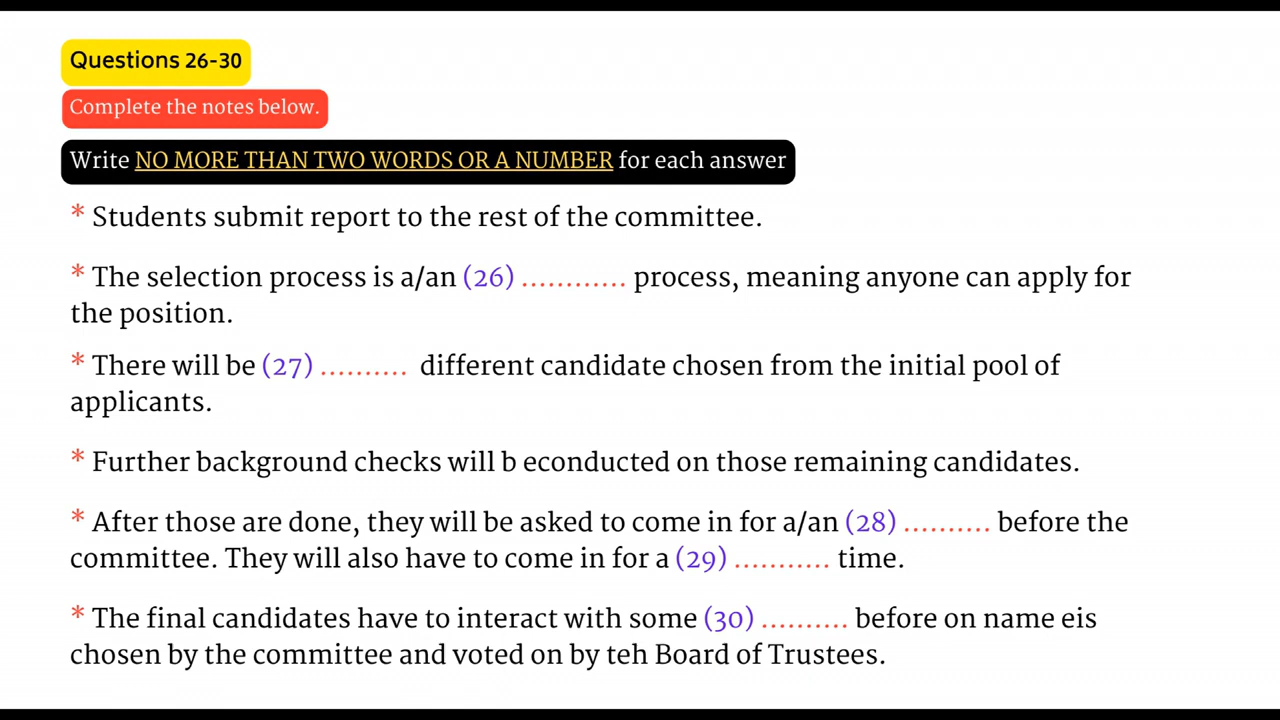 Questions 26-30
Complete the notes below.
Write NO MORE THAN TWO WORDS OR A NUMBER for each answer
* Students submit report to the rest of the committee.
* The selection process is a/an (26) ............ process, meaning anyone can apply for
the position.
* There will be (27) .......... different candidate chosen from the initial pool of
applicants.
* Further background checks will b econducted on those remaining candidates.
* After those are done, they will be asked to come in for a/an (28) .......... before the
committee. They will also have to come in for a (29) ........... time.
* The final candidates have to interact with some (30) .......... before on name eis
chosen by the committee and voted on by teh Board of Trustees.